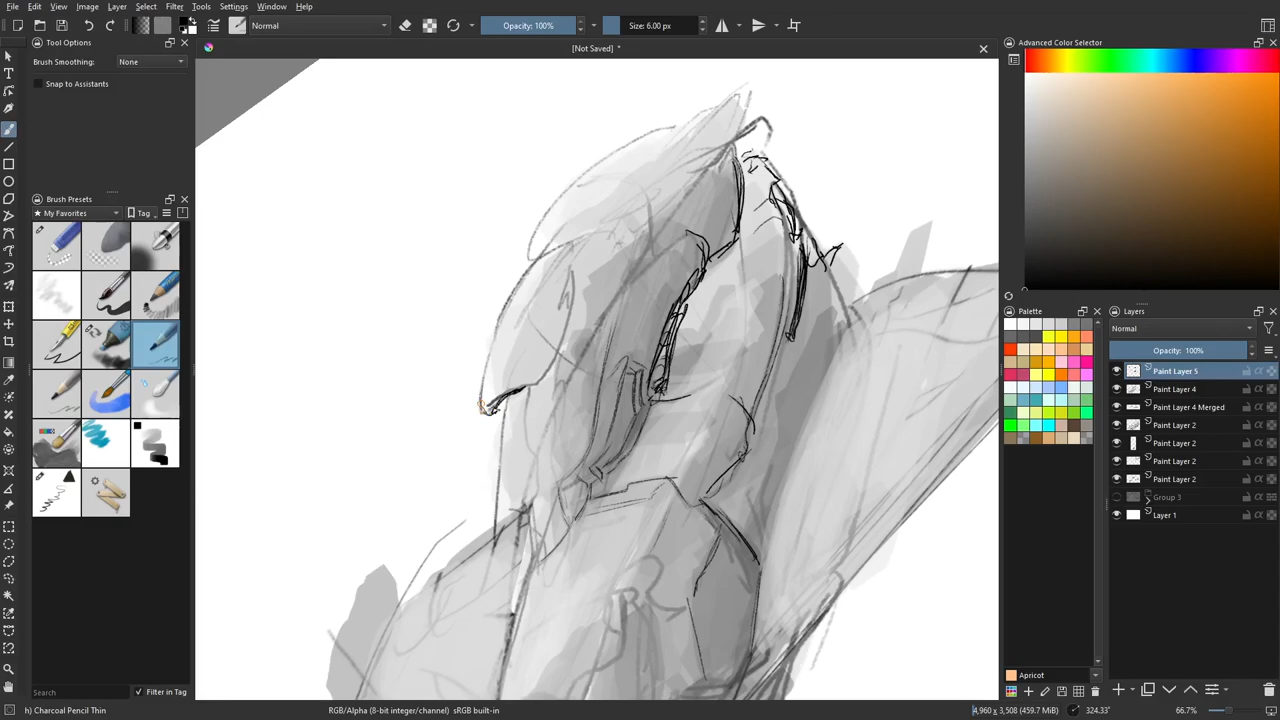 File Edit View Image Layer Select Filter Tools Settings Window Help
Normal Opacity: 100% Size: 6.00 px
[Not Saved] *
Tool Options
Brush Smoothing: None
Snap to Assistants
Brush Presets
My Favorites Tag
Search Filter in Tag
Advanced Color Selector
Palette
Apricot
Layers
Normal
Opacity: 100%
Paint Layer 5
Paint Layer 4
Paint Layer 4 Merged
Paint Layer 2
Paint Layer 2
Paint Layer 2
Paint Layer 2
Group 3
Layer 1
h) Charcoal Pencil Thin RGB/Alpha (8-bit integer/channel) sRGB built-in 4,960 x 3,508 (459.7 MiB) 324.33° 66.7%